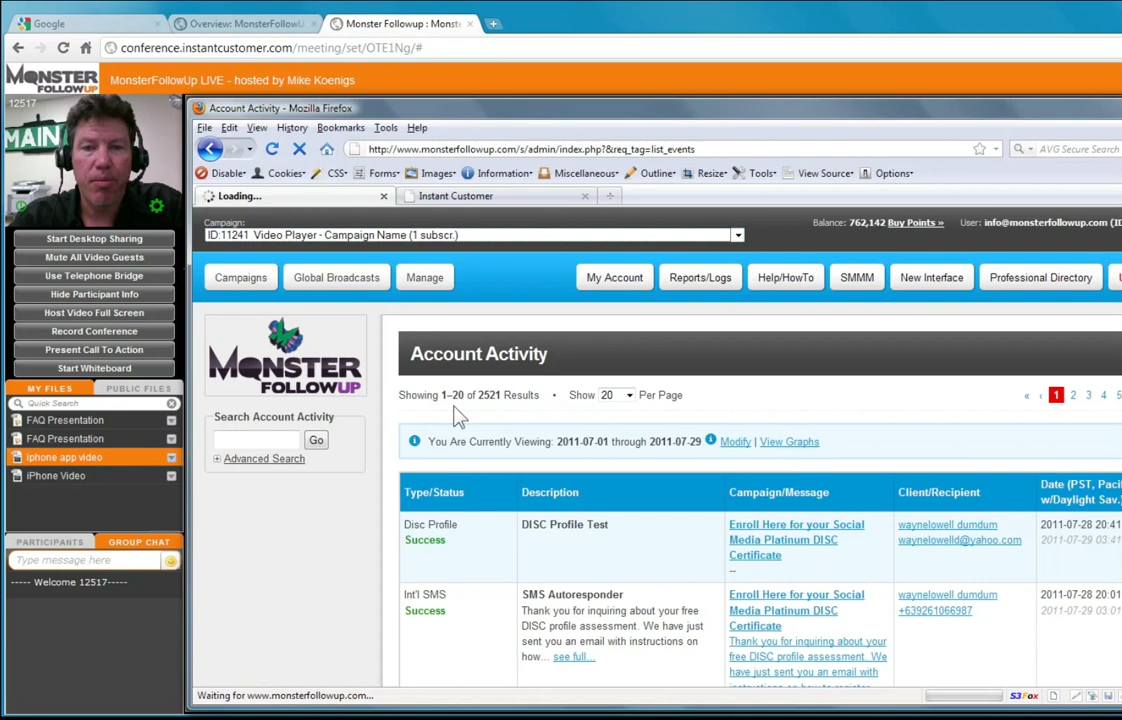 Google
Overview: MonsterFollowU
Monster Followup : Monste
conference.instantcustomer.com/meeting/set/OTE1Ng/#
MONSTER FOLLOWUP
MonsterFollowUp LIVE - hosted by Mike Koenigs
12517
MAIN
Start Desktop Sharing
Mute All Video Guests
Use Telephone Bridge
Hide Participant Info
Host Video Full Screen
Record Conference
Present Call To Action
Start Whiteboard
MY FILES
PUBLIC FILES
Quick Search
FAQ Presentation
FAQ Presentation
iphone app video
iPhone Video
PARTICIPANTS
GROUP CHAT
Type message here
----- Welcome 12517-----
Account Activity - Mozilla Firefox
File Edit View History Bookmarks Tools Help
http://www.monsterfollowup.com/s/admin/index.php?&req_tag=list_events
AVG Secure Search
Disable Cookies CSS Forms Images Information Miscellaneous Outline Resize Tools View Source Options
Loading...
Instant Customer
Campaign:
ID:11241 Video Player - Campaign Name (1 subscr.)
Balance: 762,142 Buy Points » User: info@monsterfollowup.com (ID
Campaigns
Global Broadcasts
Manage
My Account
Reports/Logs
Help/HowTo
SMMM
New Interface
Professional Directory
MONSTER FOLLOWUP
Search Account Activity
Go
Advanced Search
Account Activity
Showing 1–20 of 2521 Results • Show 20 Per Page
« ‹ 1 2 3 4 5
You Are Currently Viewing: 2011-07-01 through 2011-07-29 Modify | View Graphs
Type/Status
Description
Campaign/Message
Client/Recipient
Date (PST, Pacif
w/Daylight Sav.)
Disc Profile
Success
DISC Profile Test
Enroll Here for your Social
Media Platinum DISC
Certificate
--
waynelowell dumdum
waynelowelld@yahoo.com
2011-07-28 20:41
2011-07-29 03:41
Int'l SMS
Success
SMS Autoresponder
Thank you for inquiring about your free
DISC profile assessment. We have just
sent you an email with instructions on
how... see full...
Enroll Here for your Social
Media Platinum DISC
Certificate
Thank you for inquiring about your
free DISC profile assessment. We
have just sent you an email with
waynelowell dumdum
+639261066987
2011-07-28 20:01
2011-07-29 03:01
Waiting for www.monsterfollowup.com...
S3Fox